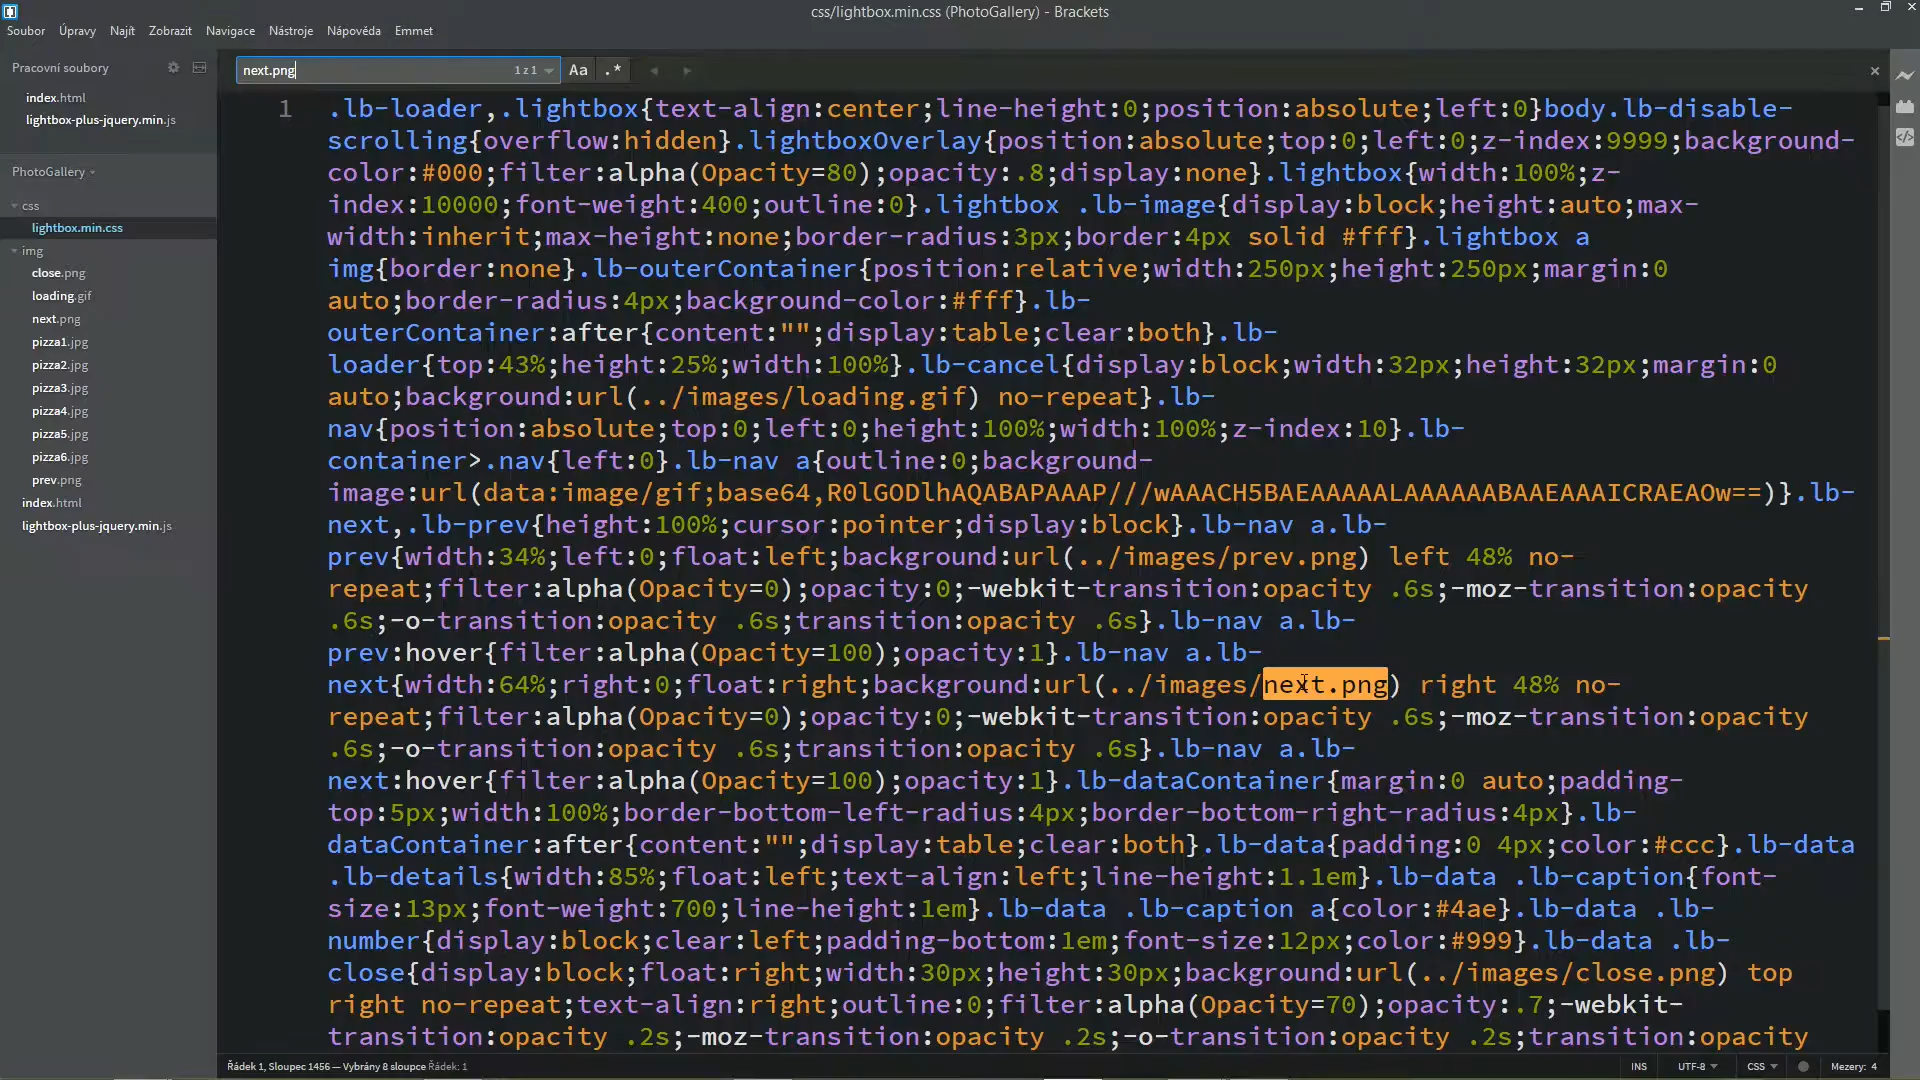 css/lightbox.min.css (PhotoGallery) - Brackets
Soubor Úpravy Najít Zobrazit Navigace Nástroje Nápověda Emmet
Pracovní soubory
index.html
lightbox-plus-jquery.min.js
PhotoGallery
css
lightbox.min.css
img
close.png
loading.gif
next.png
pizza1.jpg
pizza2.jpg
pizza3.jpg
pizza4.jpg
pizza5.jpg
pizza6.jpg
prev.png
index.html
lightbox-plus-jquery.min.js
next.png 1 z 1 Aa .*
1 .lb-loader,.lightbox{text-align:center;line-height:0;position:absolute;left:0}body.lb-disable-
scrolling{overflow:hidden}.lightboxOverlay{position:absolute;top:0;left:0;z-index:9999;background-
color:#000;filter:alpha(Opacity=80);opacity:.8;display:none}.lightbox{width:100%;z-
index:10000;font-weight:400;outline:0}.lightbox .lb-image{display:block;height:auto;max-
width:inherit;max-height:none;border-radius:3px;border:4px solid #fff}.lightbox a
img{border:none}.lb-outerContainer{position:relative;width:250px;height:250px;margin:0
auto;border-radius:4px;background-color:#fff}.lb-
outerContainer:after{content:"";display:table;clear:both}.lb-
loader{top:43%;height:25%;width:100%}.lb-cancel{display:block;width:32px;height:32px;margin:0
auto;background:url(../images/loading.gif) no-repeat}.lb-
nav{position:absolute;top:0;left:0;height:100%;width:100%;z-index:10}.lb-
container>.nav{left:0}.lb-nav a{outline:0;background-
image:url(data:image/gif;base64,R0lGODlhAQABAPAAAP///wAAACH5BAEAAAAALAAAAAABAAEAAAICRAEAOw==)}.lb-
next,.lb-prev{height:100%;cursor:pointer;display:block}.lb-nav a.lb-
prev{width:34%;left:0;float:left;background:url(../images/prev.png) left 48% no-
repeat;filter:alpha(Opacity=0);opacity:0;-webkit-transition:opacity .6s;-moz-transition:opacity
.6s;-o-transition:opacity .6s;transition:opacity .6s}.lb-nav a.lb-
prev:hover{filter:alpha(Opacity=100);opacity:1}.lb-nav a.lb-
next{width:64%;right:0;float:right;background:url(../images/next.png) right 48% no-
repeat;filter:alpha(Opacity=0);opacity:0;-webkit-transition:opacity .6s;-moz-transition:opacity
.6s;-o-transition:opacity .6s;transition:opacity .6s}.lb-nav a.lb-
next:hover{filter:alpha(Opacity=100);opacity:1}.lb-dataContainer{margin:0 auto;padding-
top:5px;width:100%;border-bottom-left-radius:4px;border-bottom-right-radius:4px}.lb-
dataContainer:after{content:"";display:table;clear:both}.lb-data{padding:0 4px;color:#ccc}.lb-data
.lb-details{width:85%;float:left;text-align:left;line-height:1.1em}.lb-data .lb-caption{font-
size:13px;font-weight:700;line-height:1em}.lb-data .lb-caption a{color:#4ae}.lb-data .lb-
number{display:block;clear:left;padding-bottom:1em;font-size:12px;color:#999}.lb-data .lb-
close{display:block;float:right;width:30px;height:30px;background:url(../images/close.png) top
right no-repeat;text-align:right;outline:0;filter:alpha(Opacity=70);opacity:.7;-webkit-
transition:opacity .2s;-moz-transition:opacity .2s;-o-transition:opacity .2s;transition:opacity
Řádek 1, Sloupec 1456 — Vybrány 8 sloupce Řádek: 1 INS UTF-8 CSS Mezery: 4